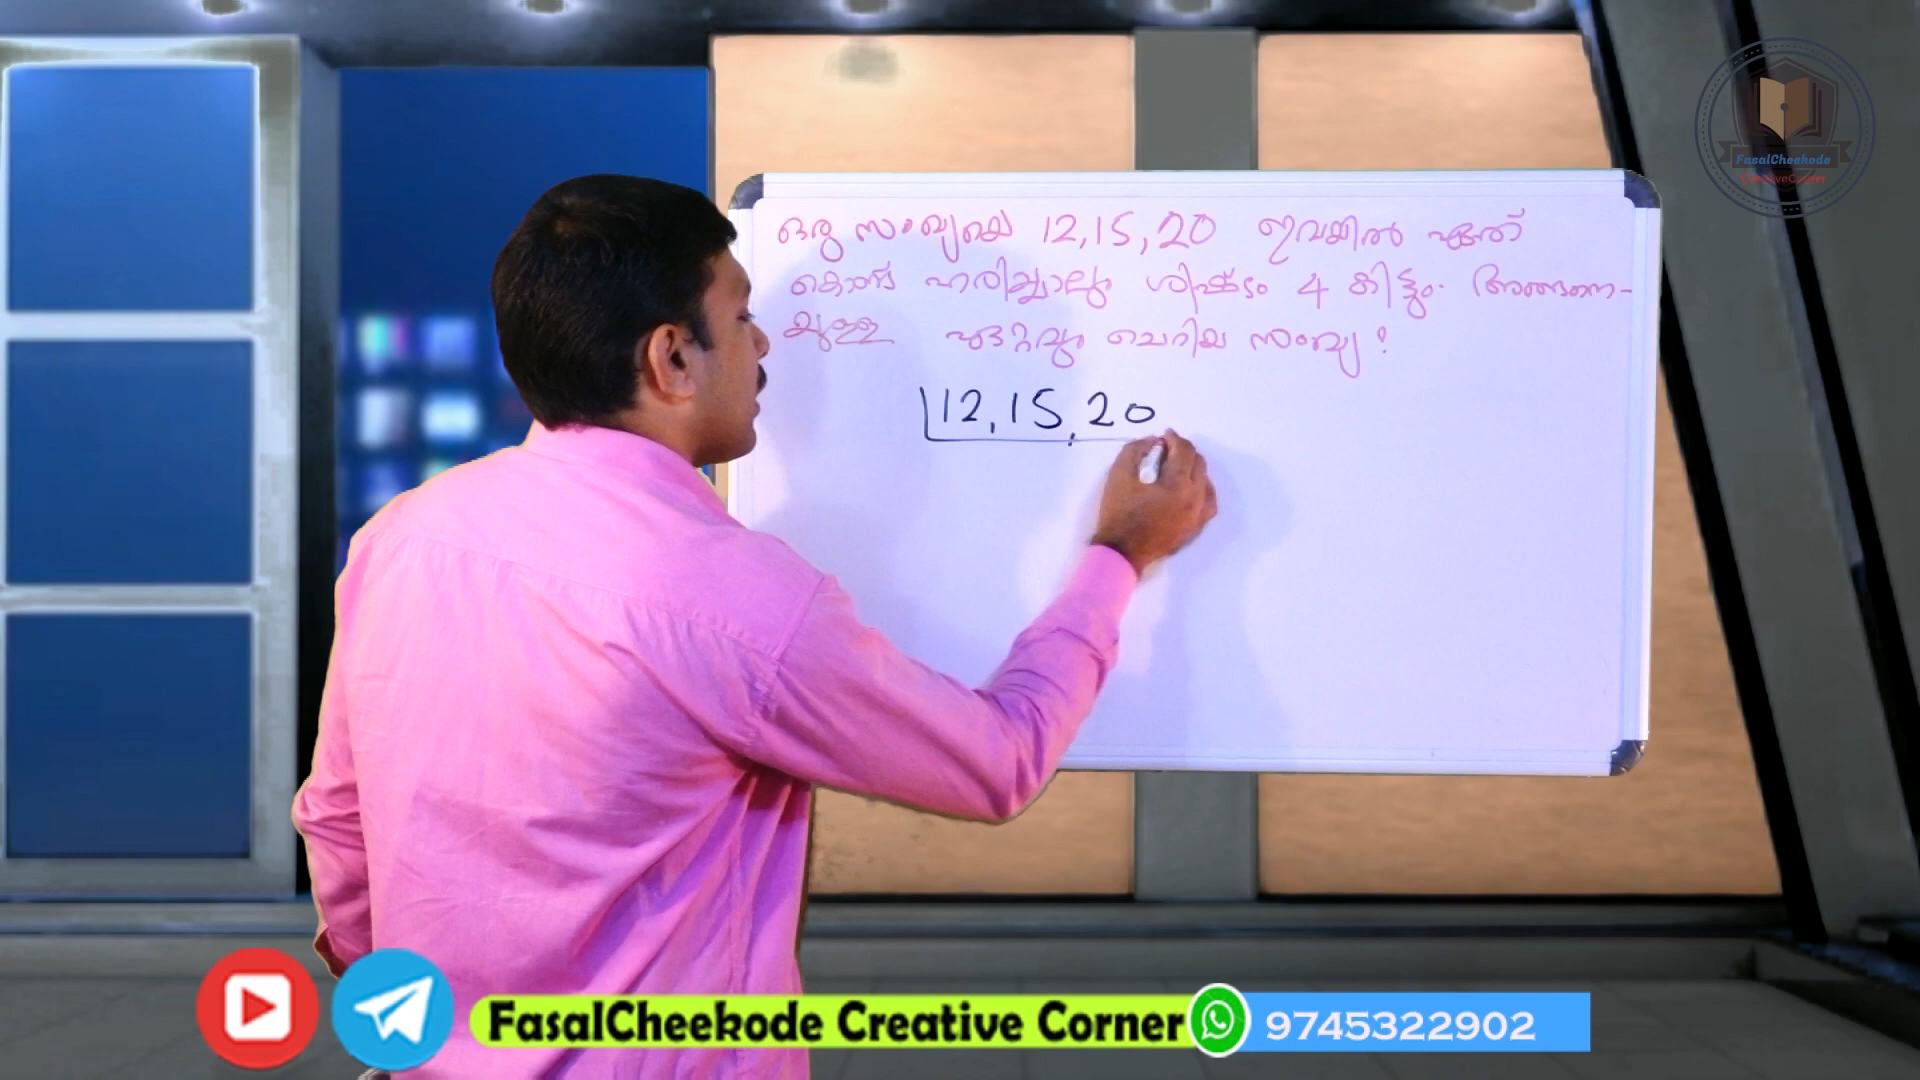 ഒരു സംഖ്യയെ 12,15,20 ഇവയിൽ ഏത്
കൊണ്ട് ഹരിച്ചാലും ശിഷ്ടം 4 കിട്ടും. അങ്ങനെ-
യുള്ള ഏറ്റവും ചെറിയ സംഖ്യ?
12,15,20
FasalCheekode
CreativeCorner
FasalCheekode Creative Corner 9745322902